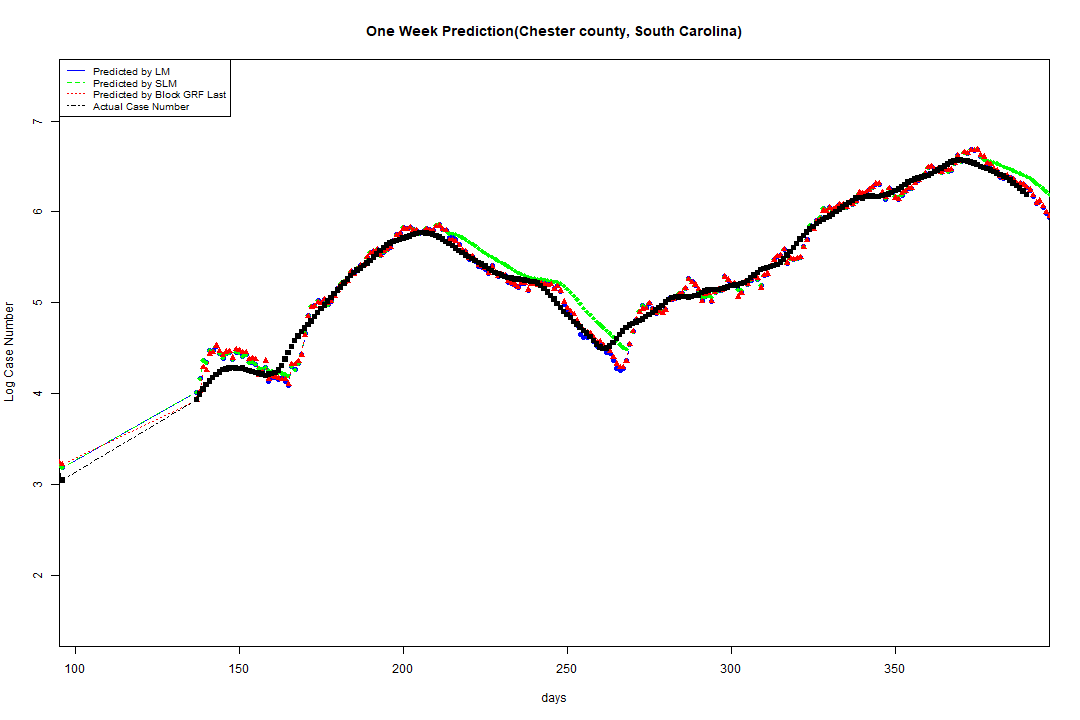 One Week Prediction(Chester county, South Carolina)
Predicted by LM
Predicted by SLM
Predicted by Block GRF Last
Actual Case Number
7
6
5
4
3
2
Log Case Number
100 150 200 250 300 350
days